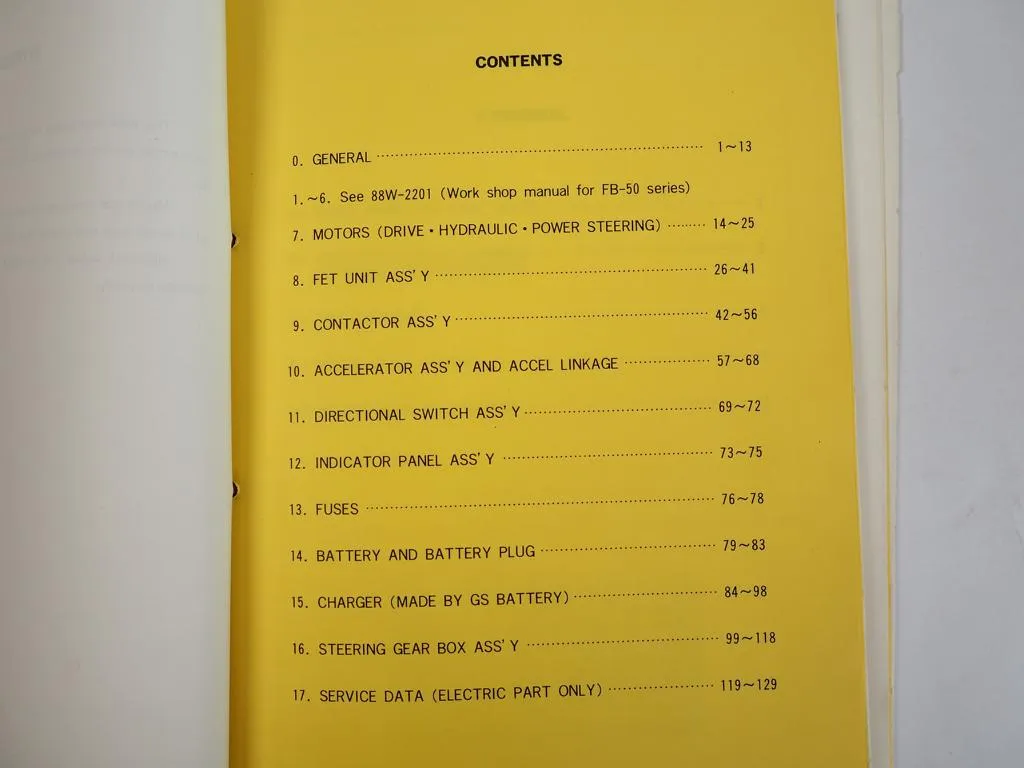 CONTENTS
0. GENERAL ………………………………………………………… 1～13
1.～6. See 88W-2201 (Work shop manual for FB-50 series)
7. MOTORS (DRIVE・HYDRAULIC・POWER STEERING) ……… 14～25
8. FET UNIT ASS'Y ………………………………………………… 26～41
9. CONTACTOR ASS'Y ……………………………………………… 42～56
10. ACCELERATOR ASS'Y AND ACCEL LINKAGE ………………… 57～68
11. DIRECTIONAL SWITCH ASS'Y ………………………………… 69～72
12. INDICATOR PANEL ASS'Y ……………………………………… 73～75
13. FUSES …………………………………………………………… 76～78
14. BATTERY AND BATTERY PLUG ………………………………… 79～83
15. CHARGER (MADE BY GS BATTERY) …………………………… 84～98
16. STEERING GEAR BOX ASS'Y …………………………………… 99～118
17. SERVICE DATA (ELECTRIC PART ONLY) …………………… 119～129